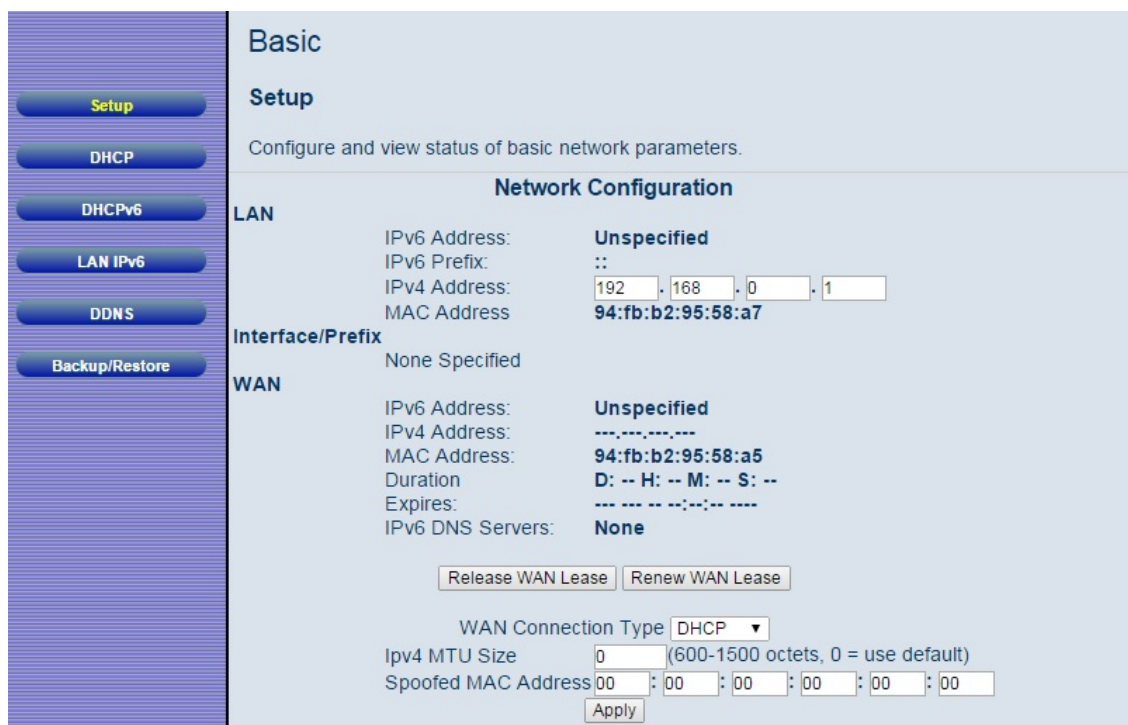 Basic
Setup
Setup
Configure and view status of basic network parameters.
DHCP
DHCPv6
LAN IPv6
DDNS
Backup/Restore
Network Configuration
LAN
IPv6 Address: Unspecified
IPv6 Prefix: ::
IPv4 Address: 192 . 168 . 0 . 1
MAC Address 94:fb:b2:95:58:a7
Interface/Prefix
None Specified
WAN
IPv6 Address: Unspecified
IPv4 Address: ---.---.---.---
MAC Address: 94:fb:b2:95:58:a5
Duration D: -- H: -- M: -- S: --
Expires: --- --- -- --:--:-- ----
IPv6 DNS Servers: None
Release WAN Lease Renew WAN Lease
WAN Connection Type DHCP
Ipv4 MTU Size 0 (600-1500 octets, 0 = use default)
Spoofed MAC Address 00 : 00 : 00 : 00 : 00 : 00
Apply